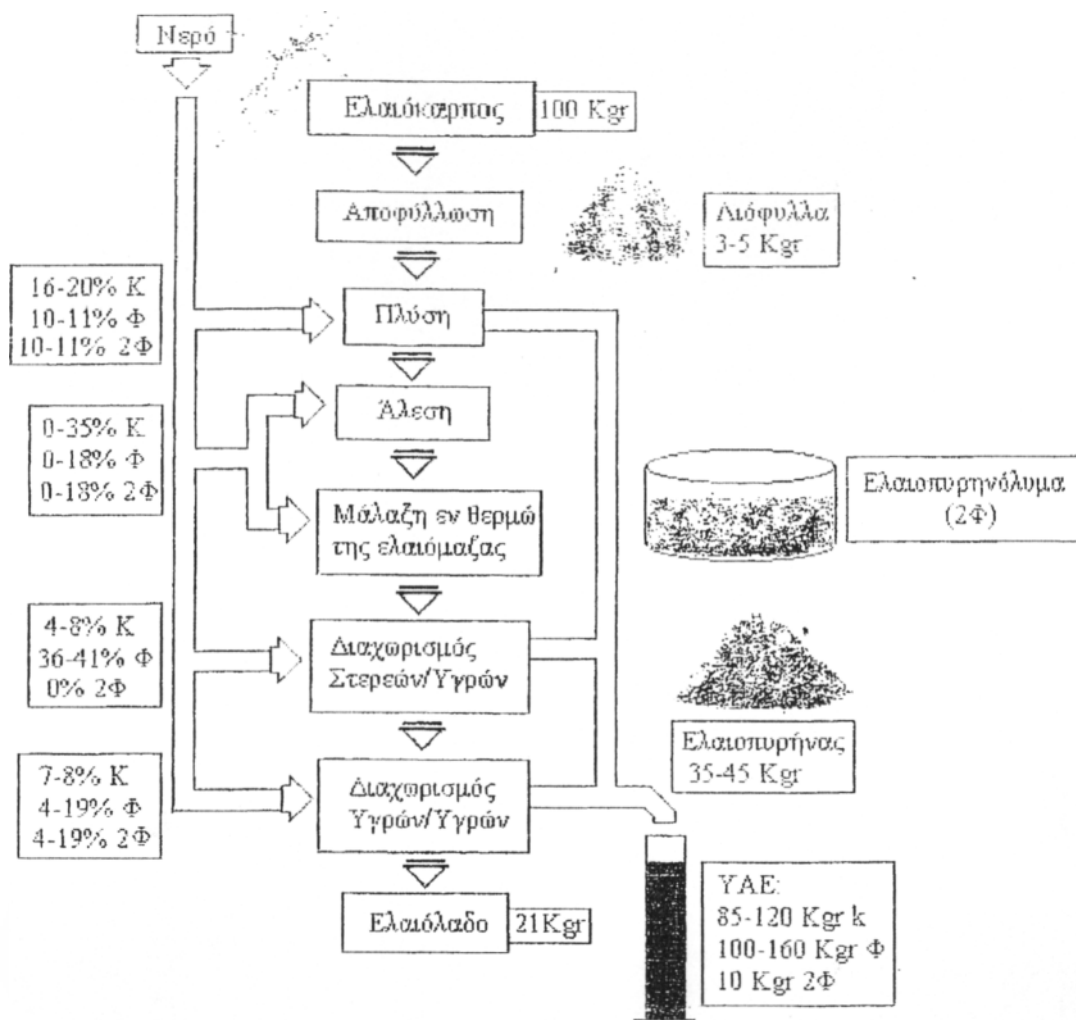 Νερό
Ελαιόκαρπος
100 Kgr
Αποφύλλωση
Λιόφυλλα
3-5 Kgr
16-20% Κ
10-11% Φ
10-11% 2Φ
Πλύση
Άλεση
0-35% Κ
0-18% Φ
0-18% 2Φ
Μάλαξη εν θερμώ
της ελαιόμαζας
Ελαιοπυρηνόλυμα
(2Φ)
4-8% Κ
36-41% Φ
0% 2Φ
Διαχωρισμός
Στερεών/Υγρών
Ελαιοπυρήνας
35-45 Kgr
7-8% Κ
4-19% Φ
4-19% 2Φ
Διαχωρισμός
Υγρών/Υγρών
Ελαιόλαδο
21Kgr
ΥΑΕ:
85-120 Kgr k
100-160 Kgr Φ
10 Kgr 2Φ